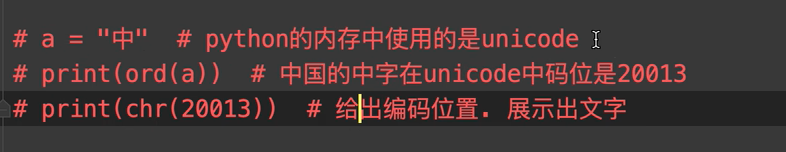 # a = "中"  # python的内存中使用的是unicode
# print(ord(a))  # 中国的中字在unicode中码位是20013
# print(chr(20013))  # 给出编码位置. 展示出文字